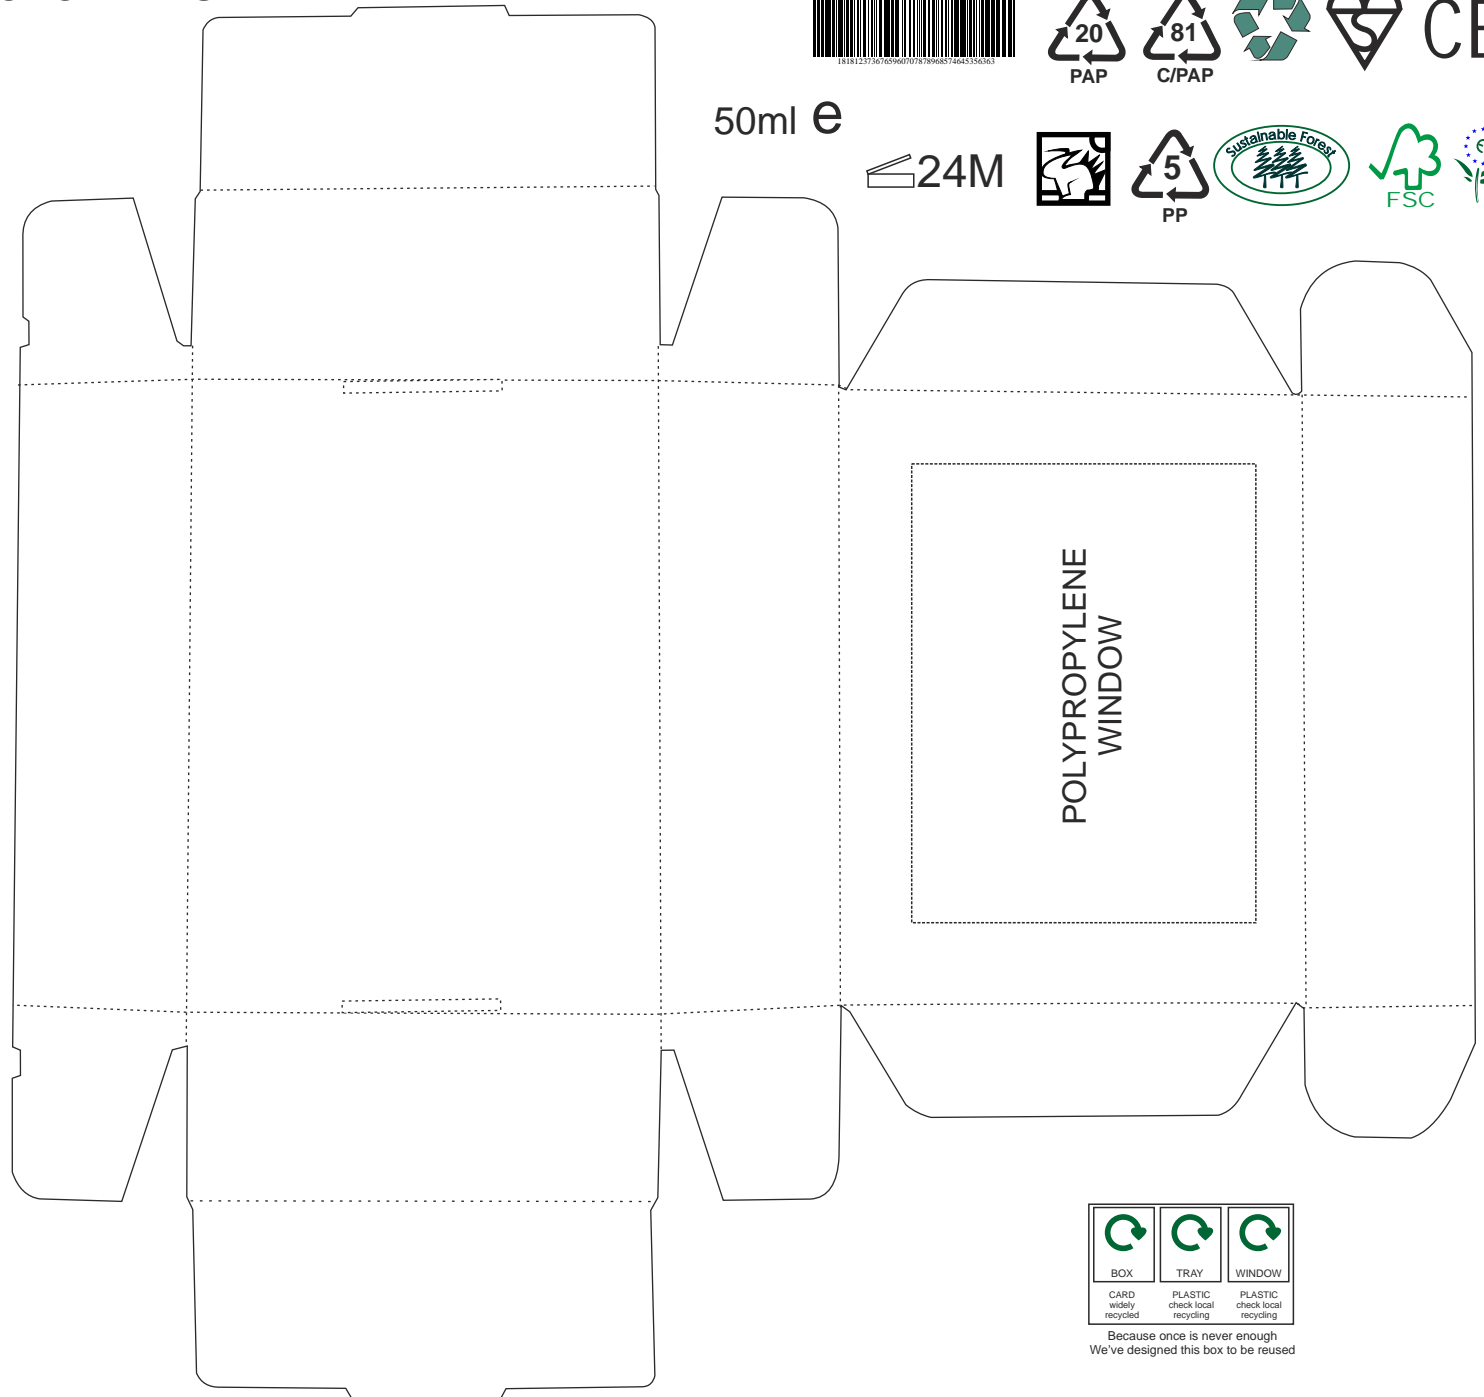 1818123736765960707878968574645356363
20
PAP
81
C/PAP
S
CE
50ml e
24M
5
PP
Sustainable Forest
FSC
e
POLYPROPYLENE
WINDOW
BOX
TRAY
WINDOW
CARD
widely
recycled
PLASTIC
check local
recycling
PLASTIC
check local
recycling
Because once is never enough
We've designed this box to be reused